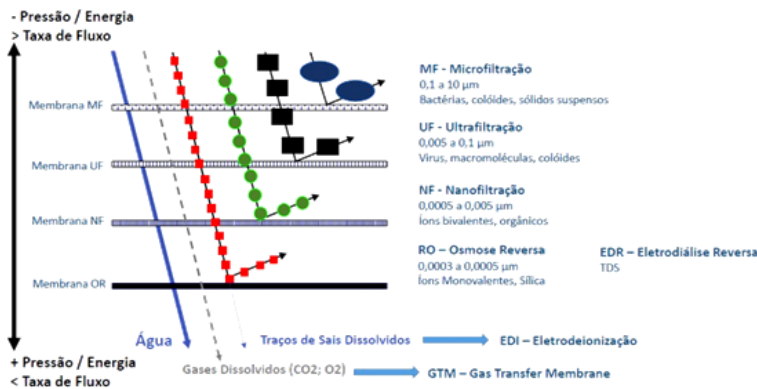 - Pressão / Energia
> Taxa de Fluxo
MF - Microfiltração
0,1 a 10 µm
Bactérias, colóides, sólidos suspensos
Membrana MF
UF - Ultrafiltração
0,005 a 0,1 µm
Virus, macromoléculas, colóides
Membrana UF
NF - Nanofiltração
0,0005 a 0,005 µm
Íons bivalentes, orgânicos
Membrana NF
RO – Osmose Reversa
0,0003 a 0,0005 µm
Íons Monovalentes, Sílica
EDR – Eletrodiálise Reversa
TDS
Membrana OR
Água
Traços de Sais Dissolvidos
EDI – Eletrodeionização
+ Pressão / Energia
< Taxa de Fluxo
Gases Dissolvidos (CO2; O2)
GTM – Gas Transfer Membrane